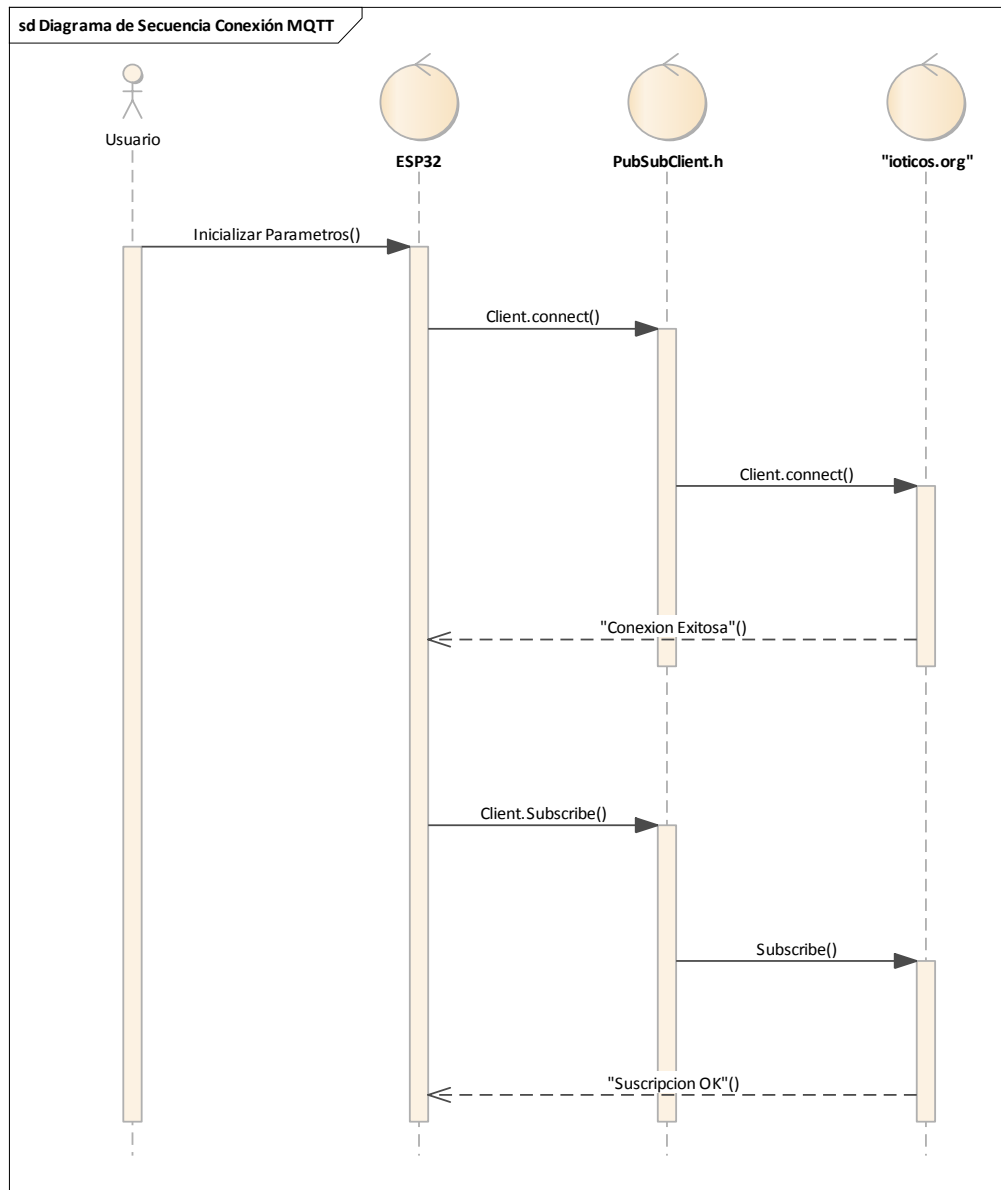 sd Diagrama de Secuencia Conexión MQTT
Usuario
ESP32
PubSubClient.h
"ioticos.org"
Inicializar Parametros()
Client.connect()
Client.connect()
"Conexion Exitosa"()
Client.Subscribe()
Subscribe()
"Suscripcion OK"()